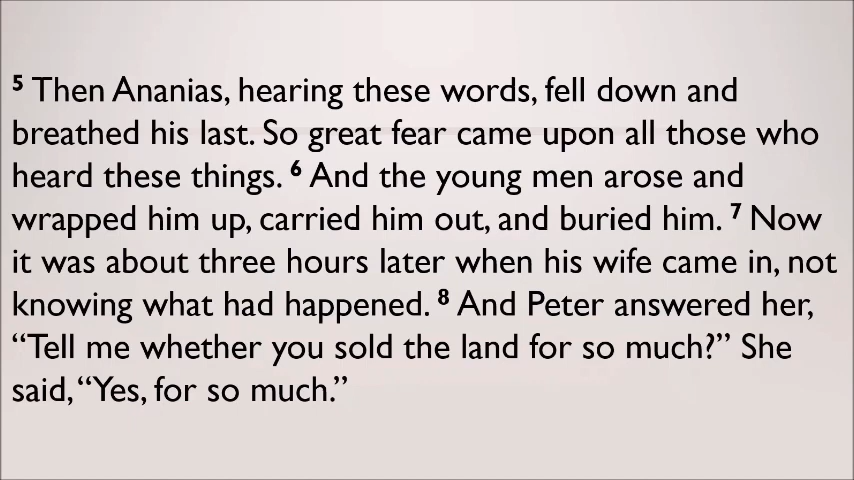 5 Then Ananias, hearing these words, fell down and
breathed his last. So great fear came upon all those who
heard these things. 6 And the young men arose and
wrapped him up, carried him out, and buried him. 7 Now
it was about three hours later when his wife came in, not
knowing what had happened. 8 And Peter answered her,
“Tell me whether you sold the land for so much?” She
said, “Yes, for so much.”